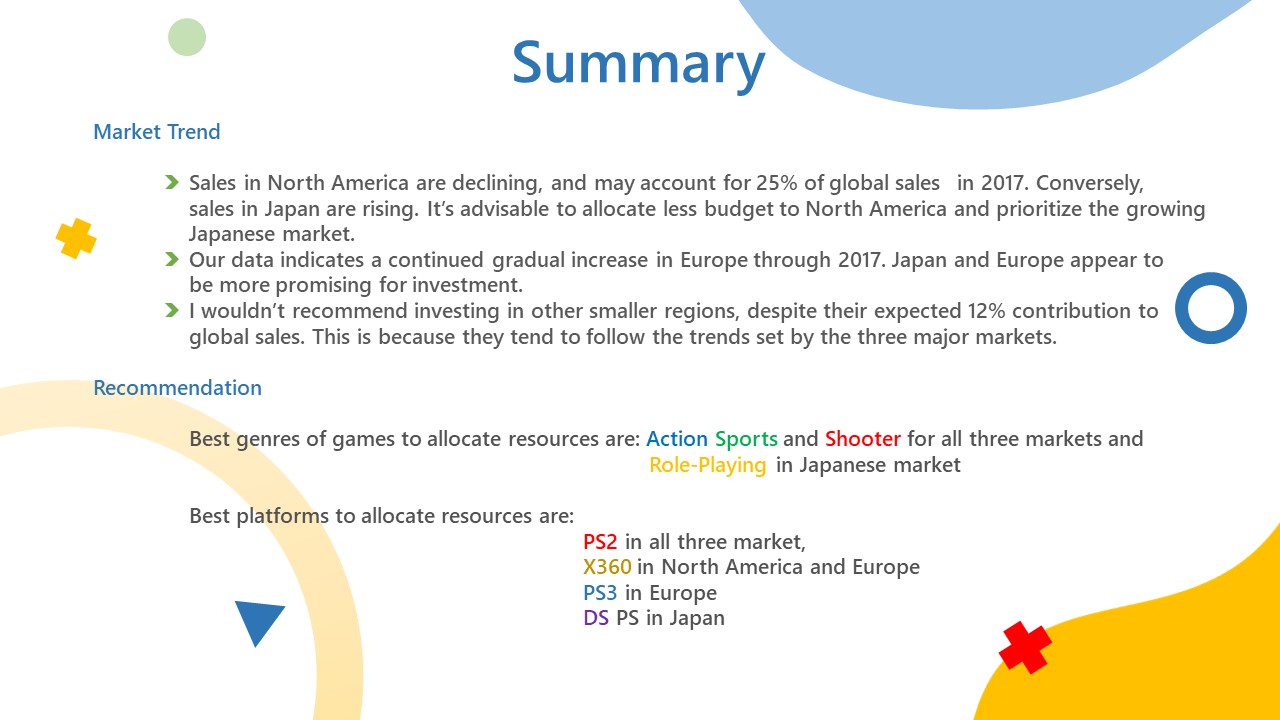 Summary
Market Trend
Sales in North America are declining, and may account for 25% of global sales in 2017. Conversely,
sales in Japan are rising. It’s advisable to allocate less budget to North America and prioritize the growing
Japanese market.
Our data indicates a continued gradual increase in Europe through 2017. Japan and Europe appear to
be more promising for investment.
I wouldn’t recommend investing in other smaller regions, despite their expected 12% contribution to
global sales. This is because they tend to follow the trends set by the three major markets.
Recommendation
Best genres of games to allocate resources are: Action Sports and Shooter for all three markets and
Role-Playing in Japanese market
Best platforms to allocate resources are:
PS2 in all three market,
X360 in North America and Europe
PS3 in Europe
DS PS in Japan